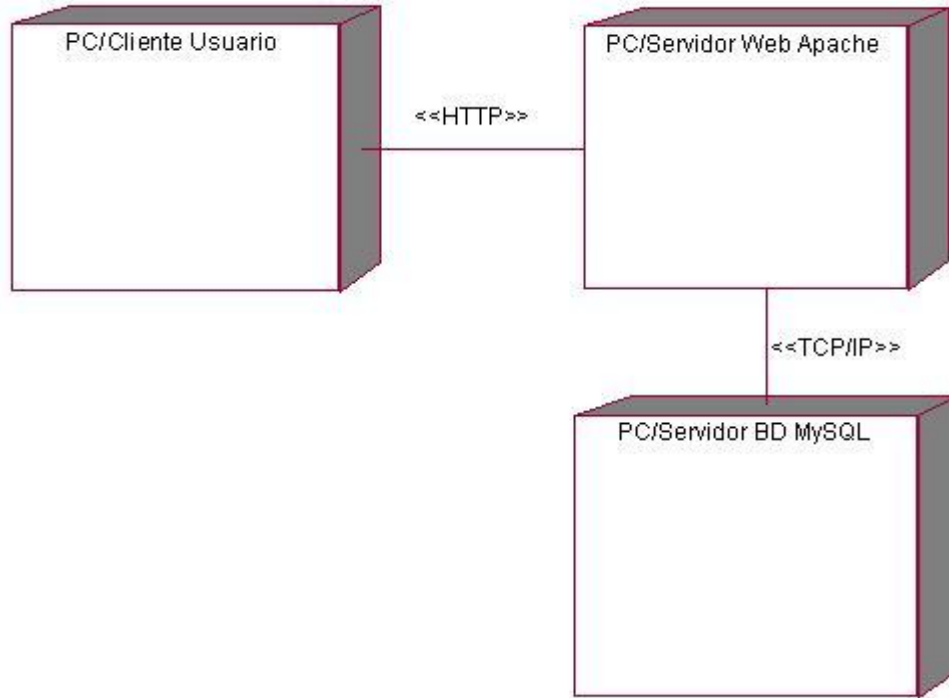 PC/Cliente Usuario
PC/Servidor Web Apache
<<HTTP>>
<<TCP/IP>>
PC/Servidor BD MySQL